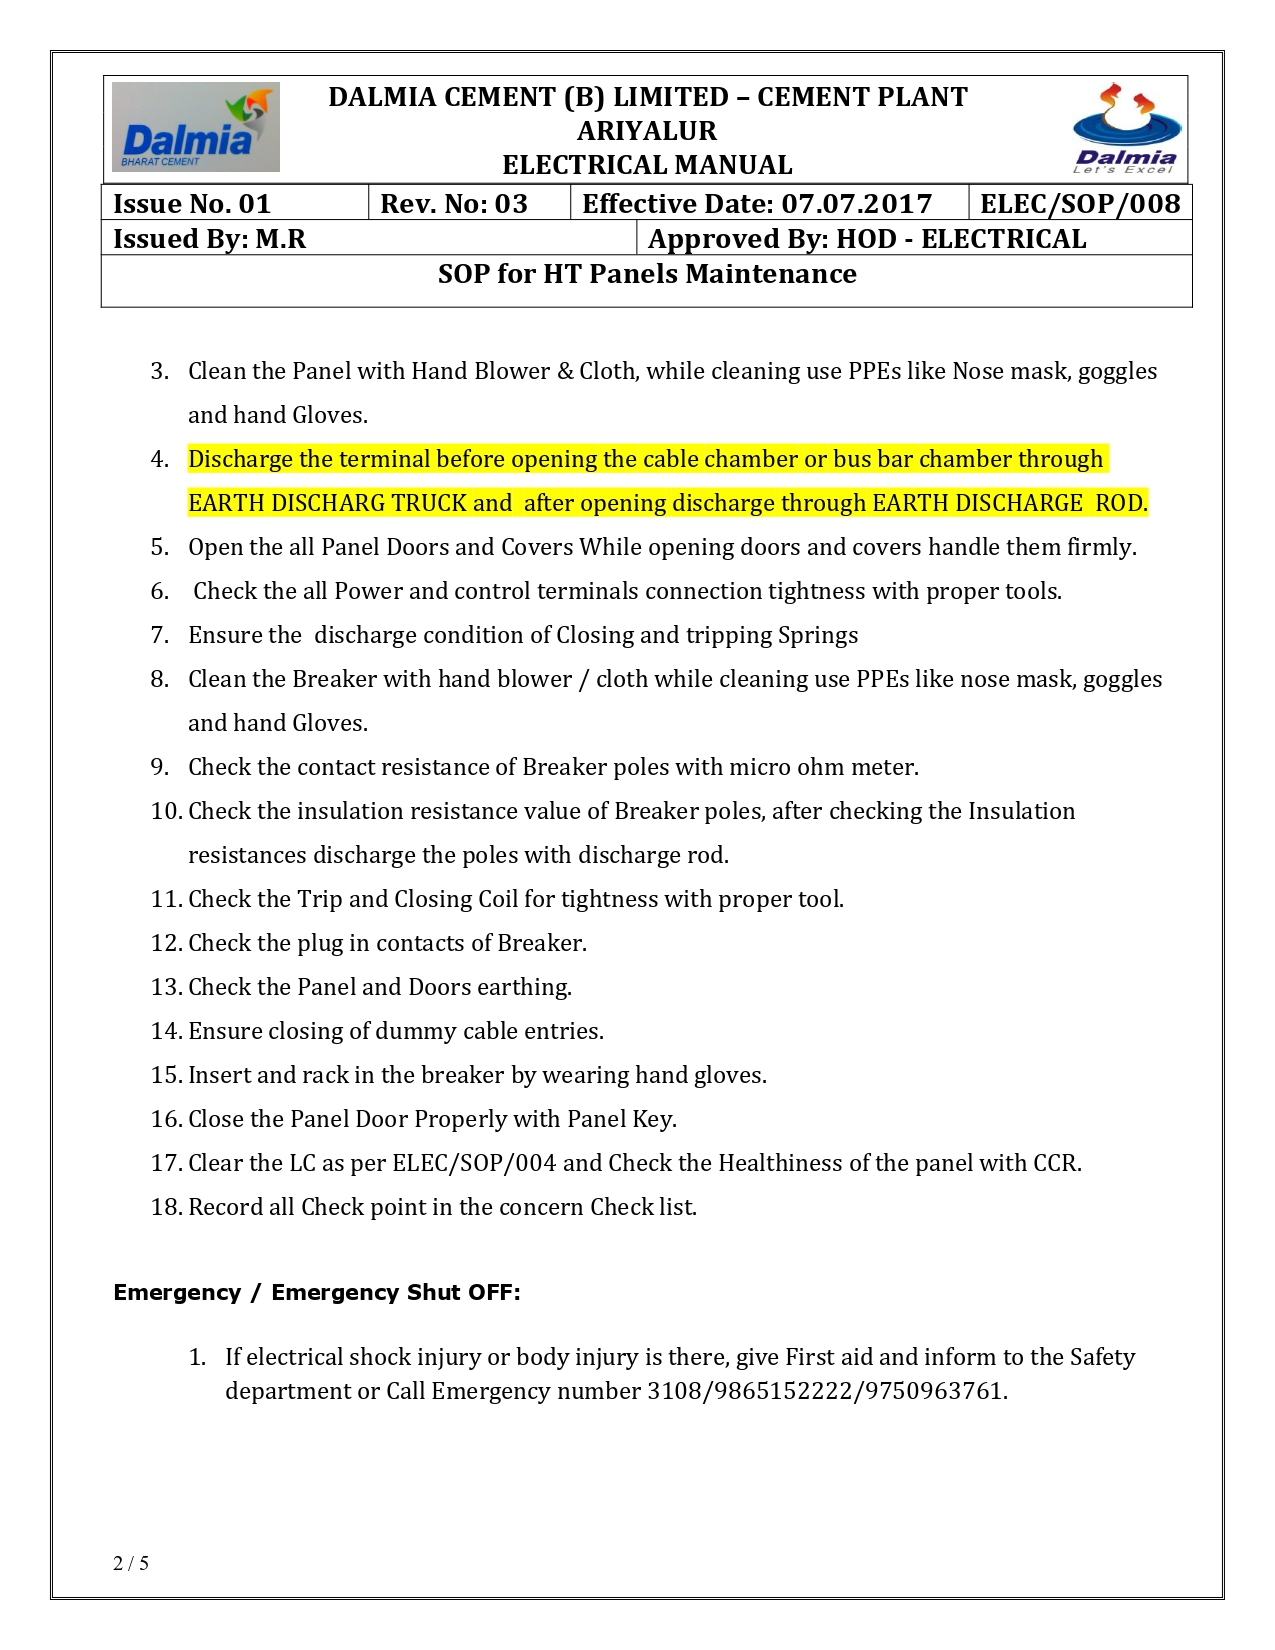 Dalmia
BHARAT CEMENT
DALMIA CEMENT (B) LIMITED – CEMENT PLANT
ARIYALUR
ELECTRICAL MANUAL
Dalmia
Let's Excel
Issue No. 01 Rev. No: 03 Effective Date: 07.07.2017 ELEC/SOP/008
Issued By: M.R Approved By: HOD - ELECTRICAL
SOP for HT Panels Maintenance
3. Clean the Panel with Hand Blower & Cloth, while cleaning use PPEs like Nose mask, goggles
and hand Gloves.
4. Discharge the terminal before opening the cable chamber or bus bar chamber through
EARTH DISCHARG TRUCK and after opening discharge through EARTH DISCHARGE ROD.
5. Open the all Panel Doors and Covers While opening doors and covers handle them firmly.
6. Check the all Power and control terminals connection tightness with proper tools.
7. Ensure the discharge condition of Closing and tripping Springs
8. Clean the Breaker with hand blower / cloth while cleaning use PPEs like nose mask, goggles
and hand Gloves.
9. Check the contact resistance of Breaker poles with micro ohm meter.
10. Check the insulation resistance value of Breaker poles, after checking the Insulation
resistances discharge the poles with discharge rod.
11. Check the Trip and Closing Coil for tightness with proper tool.
12. Check the plug in contacts of Breaker.
13. Check the Panel and Doors earthing.
14. Ensure closing of dummy cable entries.
15. Insert and rack in the breaker by wearing hand gloves.
16. Close the Panel Door Properly with Panel Key.
17. Clear the LC as per ELEC/SOP/004 and Check the Healthiness of the panel with CCR.
18. Record all Check point in the concern Check list.
Emergency / Emergency Shut OFF:
1. If electrical shock injury or body injury is there, give First aid and inform to the Safety
department or Call Emergency number 3108/9865152222/9750963761.
2 / 5